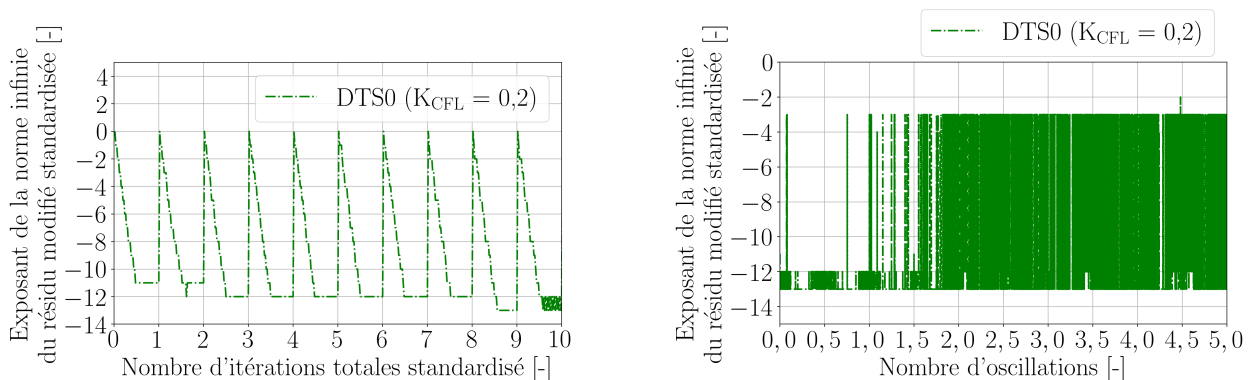 DTS0 (K_CFL = 0,2)
Exposant de la norme infinie
du résidu modifié standardisée [-]
4
2
0
−2
−4
−6
−8
−10
−12
−14
0 1 2 3 4 5 6 7 8 9 10
Nombre d'itérations totales standardisé [-]
DTS0 (K_CFL = 0,2)
Exposant de la norme infinie
du résidu modifié standardisée [-]
0
−2
−4
−6
−8
−10
−12
−14
0,0 0,5 1,0 1,5 2,0 2,5 3,0 3,5 4,0 4,5 5,0
Nombre d'oscillations [-]